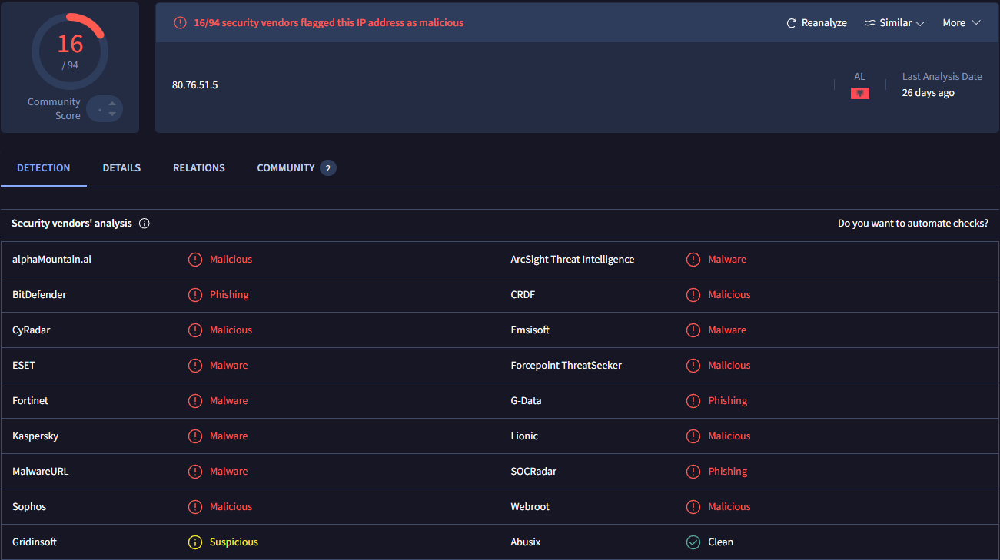 16
/ 94
Community
Score
16/94 security vendors flagged this IP address as malicious
Reanalyze
Similar
More
80.76.51.5
AL
Last Analysis Date
26 days ago
DETECTION
DETAILS
RELATIONS
COMMUNITY 2
Security vendors' analysis
Do you want to automate checks?
alphaMountain.ai Malicious ArcSight Threat Intelligence Malware
BitDefender Phishing CRDF Malicious
CyRadar Malicious Emsisoft Malware
ESET Malware Forcepoint ThreatSeeker Malicious
Fortinet Malware G-Data Phishing
Kaspersky Malware Lionic Malicious
MalwareURL Malware SOCRadar Phishing
Sophos Malicious Webroot Malicious
Gridinsoft Suspicious Abusix Clean